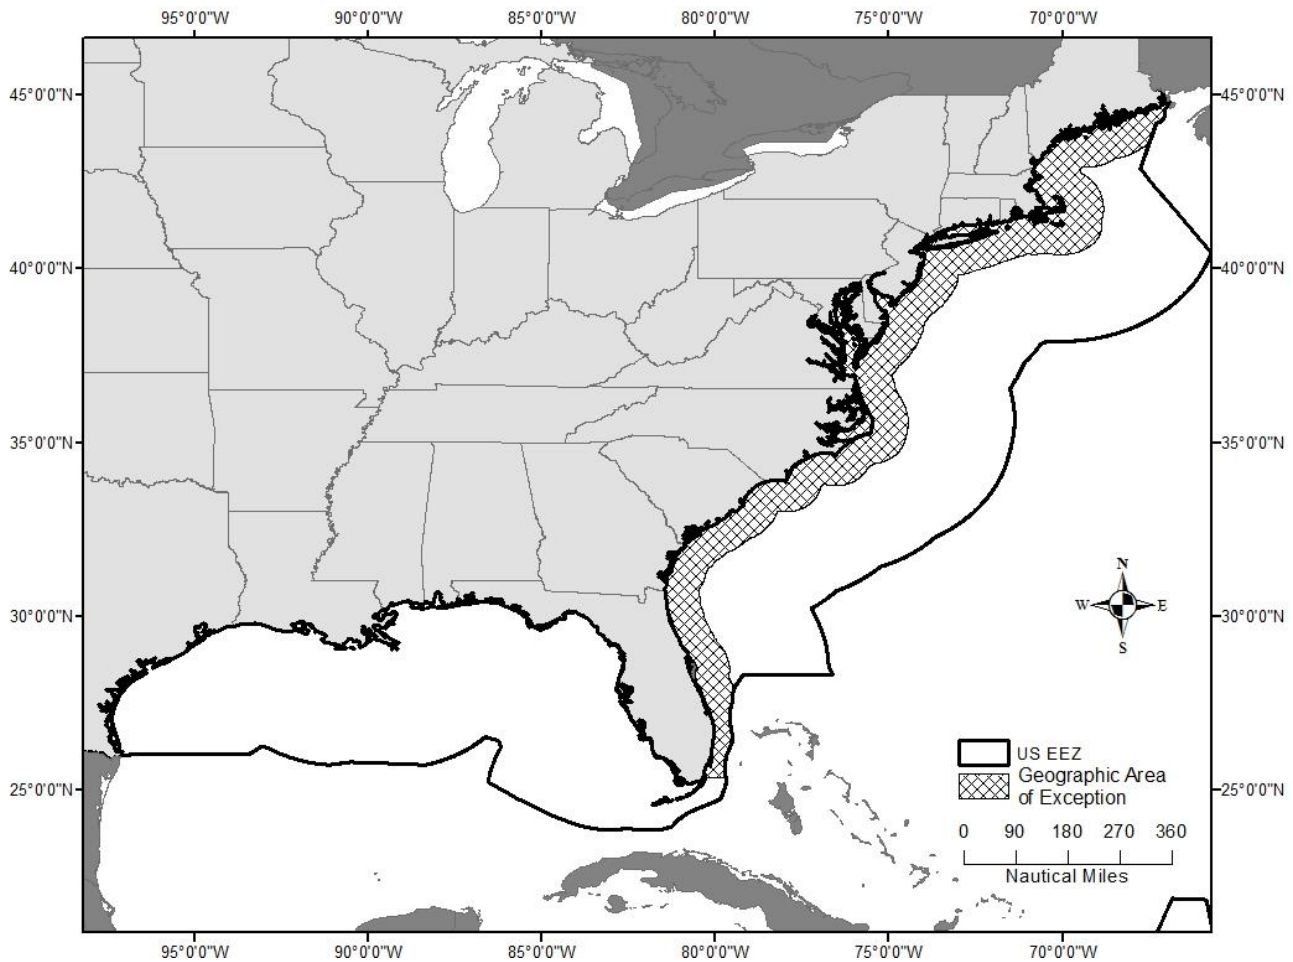 95°0'0"W 90°0'0"W 85°0'0"W 80°0'0"W 75°0'0"W 70°0'0"W
45°0'0"N 45°0'0"N
40°0'0"N 40°0'0"N
35°0'0"N 35°0'0"N
N
W E
S
30°0'0"N 30°0'0"N
US EEZ
Geographic Area
of Exception
25°0'0"N 25°0'0"N
0 90 180 270 360
Nautical Miles
95°0'0"W 90°0'0"W 85°0'0"W 80°0'0"W 75°0'0"W 70°0'0"W